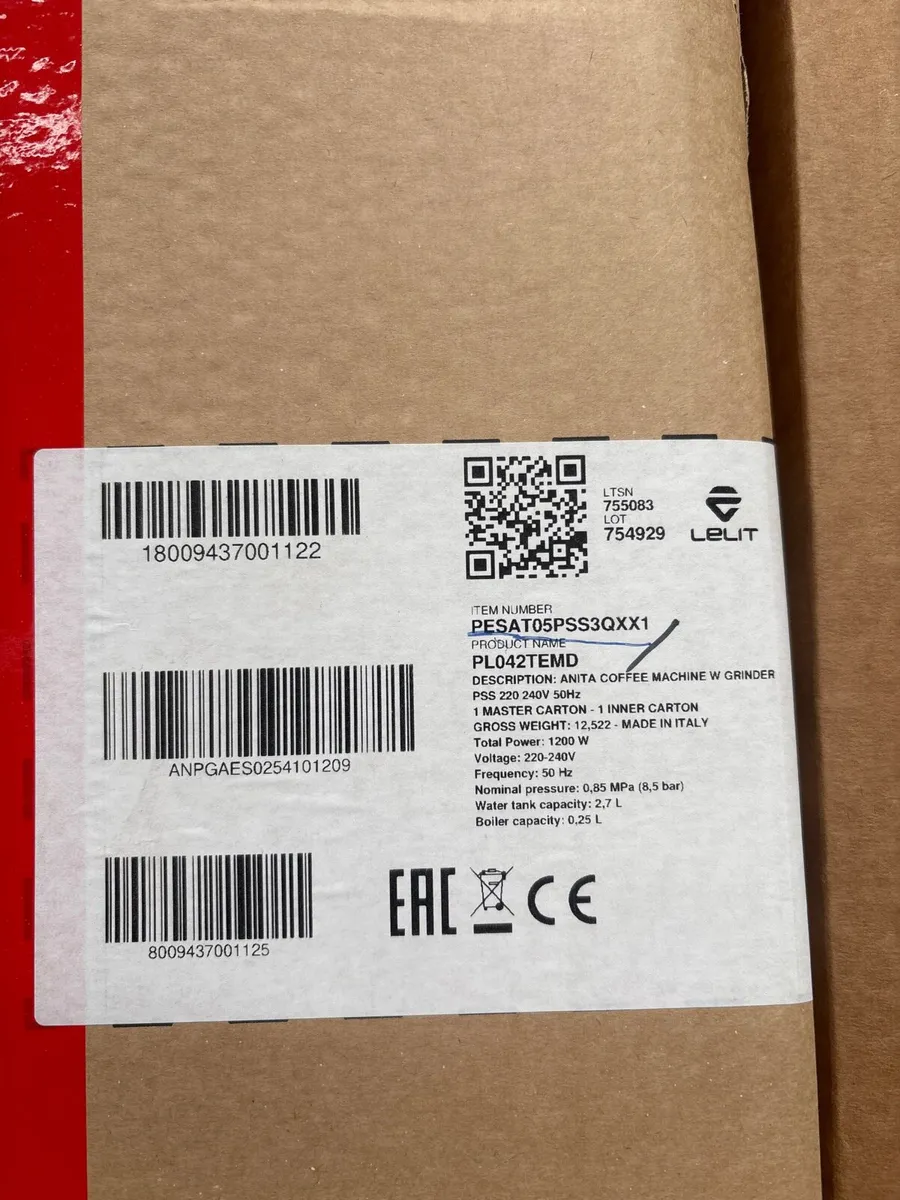 18009437001122
LTSN
755083
LOT
754929
LELIT
ITEM NUMBER
PESAT05PSS3QXX1
PRODUCT NAME
PL042TEMD
DESCRIPTION: ANITA COFFEE MACHINE W GRINDER
PSS 220 240V 50Hz
1 MASTER CARTON - 1 INNER CARTON
GROSS WEIGHT: 12,522 - MADE IN ITALY
Total Power: 1200 W
Voltage: 220-240V
Frequency: 50 Hz
Nominal pressure: 0,85 MPa (8,5 bar)
Water tank capacity: 2,7 L
Boiler capacity: 0,25 L
ANPGAES0254101209
8009437001125
EAC
CE